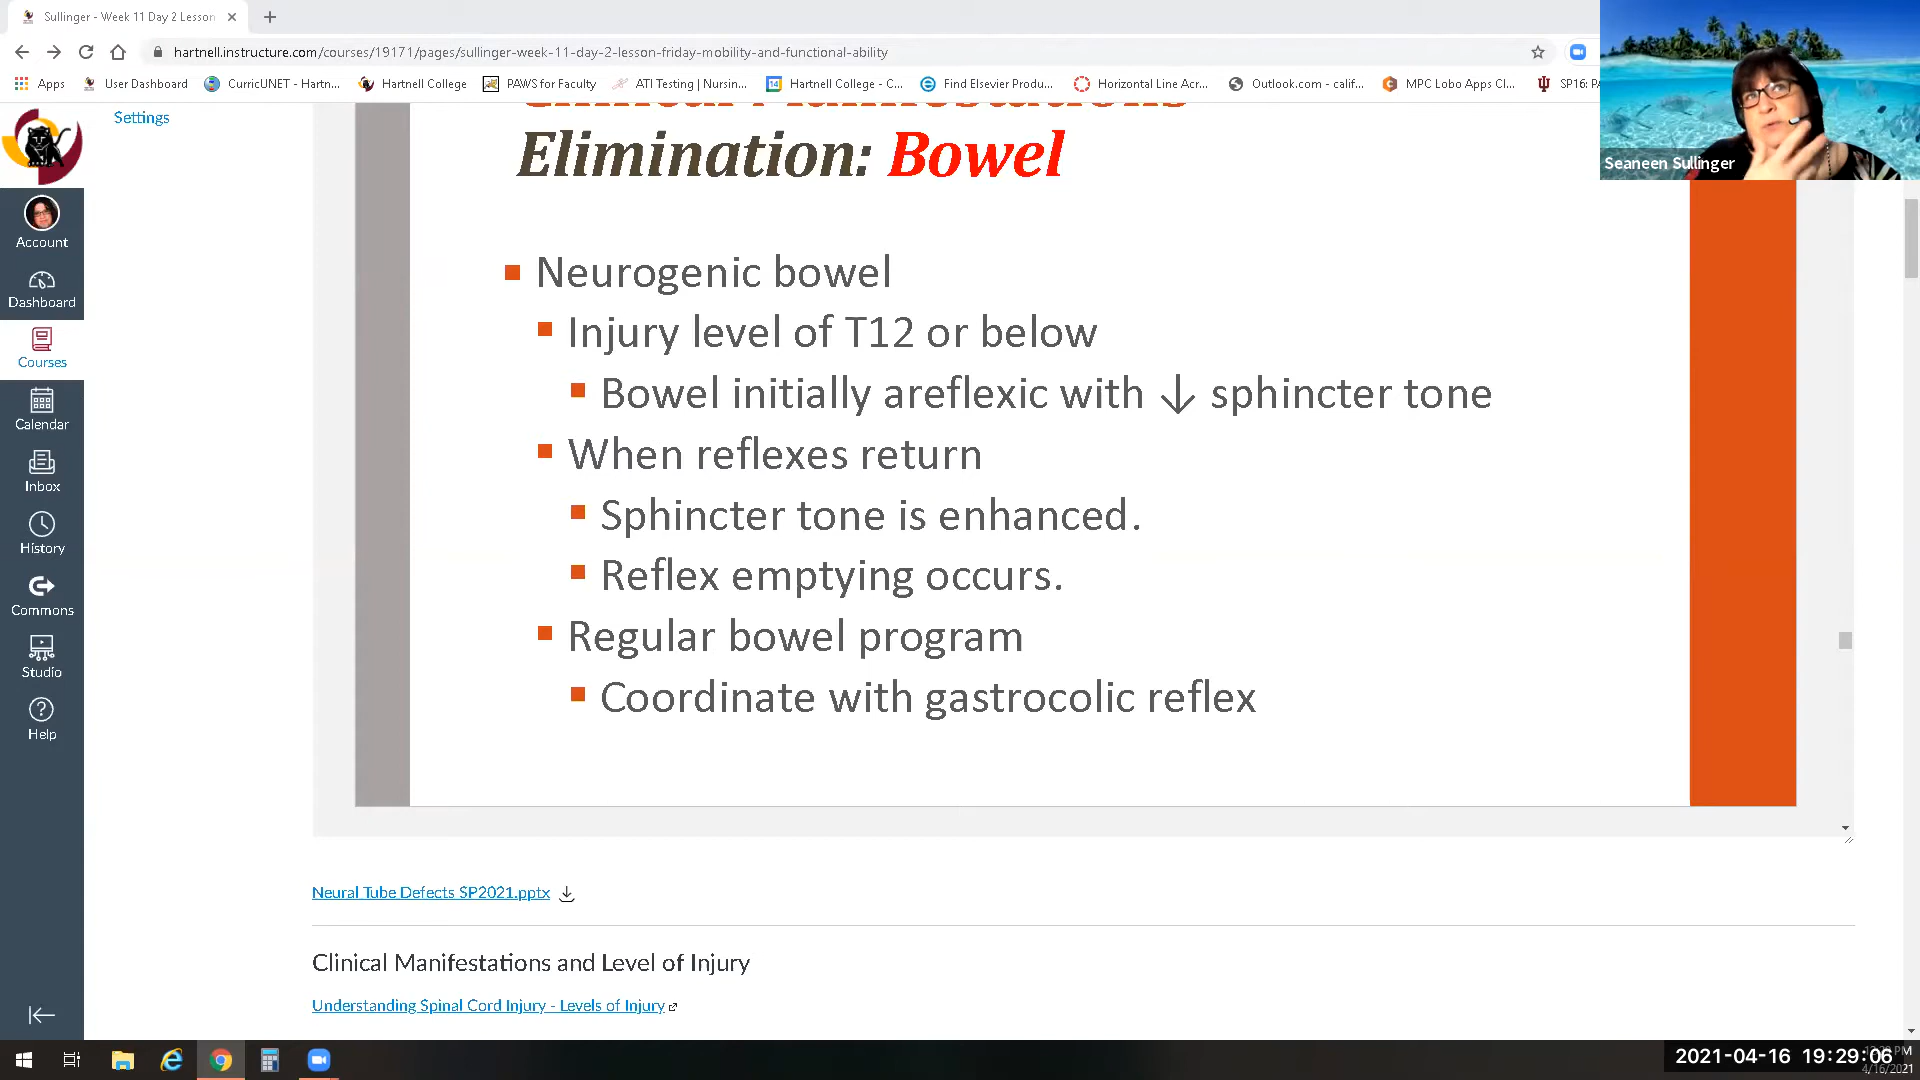 Sullinger - Week 11 Day 2 Lesson
hartnell.instructure.com/courses/19171/pages/sullinger-week-11-day-2-lesson-friday-mobility-and-functional-ability
Apps
User Dashboard
CurricUNET - Hartn...
Hartnell College
PAWS for Faculty
ATI Testing | Nursin...
14
Hartnell College - C...
Find Elsevier Produ...
Horizontal Line Acr...
Outlook.com - calif...
MPC Lobo Apps Cl...
SP16: PA
Seaneen Sullinger
Settings
Account
Dashboard
Courses
Calendar
Inbox
History
Commons
Studio
Help
Elimination: Bowel
Neurogenic bowel
Injury level of T12 or below
Bowel initially areflexic with ↓ sphincter tone
When reflexes return
Sphincter tone is enhanced.
Reflex emptying occurs.
Regular bowel program
Coordinate with gastrocolic reflex
Neural Tube Defects SP2021.pptx
Clinical Manifestations and Level of Injury
Understanding Spinal Cord Injury - Levels of Injury
2021-04-16 19:29:06
4/16/2021